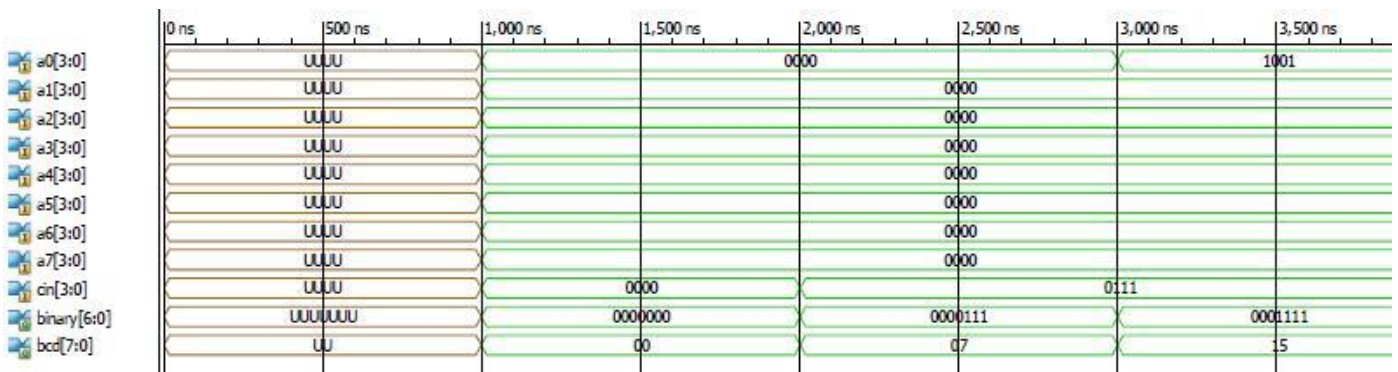 0 ns 500 ns 1,000 ns 1,500 ns 2,000 ns 2,500 ns 3,000 ns 3,500 ns
a0[3:0] UUUU 0000 1001
a1[3:0] UUUU 0000
a2[3:0] UUUU 0000
a3[3:0] UUUU 0000
a4[3:0] UUUU 0000
a5[3:0] UUUU 0000
a6[3:0] UUUU 0000
a7[3:0] UUUU 0000
cin[3:0] UUUU 0000 0111
binary[6:0] UUUUUUU 0000000 0000111 0001111
bcd[7:0] UU 00 07 15